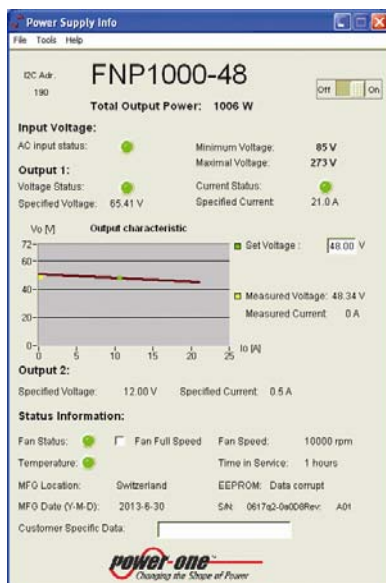 Power Supply Info
File Tools Help
I2C Adr.
190
FNP1000-48
Off On
Total Output Power: 1006 W
Input Voltage:
AC input status:
Minimum Voltage: 85 V
Maximal Voltage: 273 V
Output 1:
Voltage Status: Current Status:
Specified Voltage: 65.41 V Specified Current 21.0 A
Vo [V] Output characteristic
72
60
40
20
0
0 5 10 15 20 25 Io [A]
Set Voltage : 48.00 V
Measured Voltage: 48.34 V
Measured Current 0 A
Output 2:
Specified Voltage: 12.00 V Specified Current 0.5 A
Status Information:
Fan Status: Fan Full Speed Fan Speed: 10000 rpm
Temperature: Time in Service: 1 hours
MFG Location: Switzerland EEPROM: Data corrupt
MFG Date (Y-M-D): 2013-6-30 S/N: 0617q2-0a0D8Rev: A01
Customer Specific Data:
power-one
Changing the Shape of Power